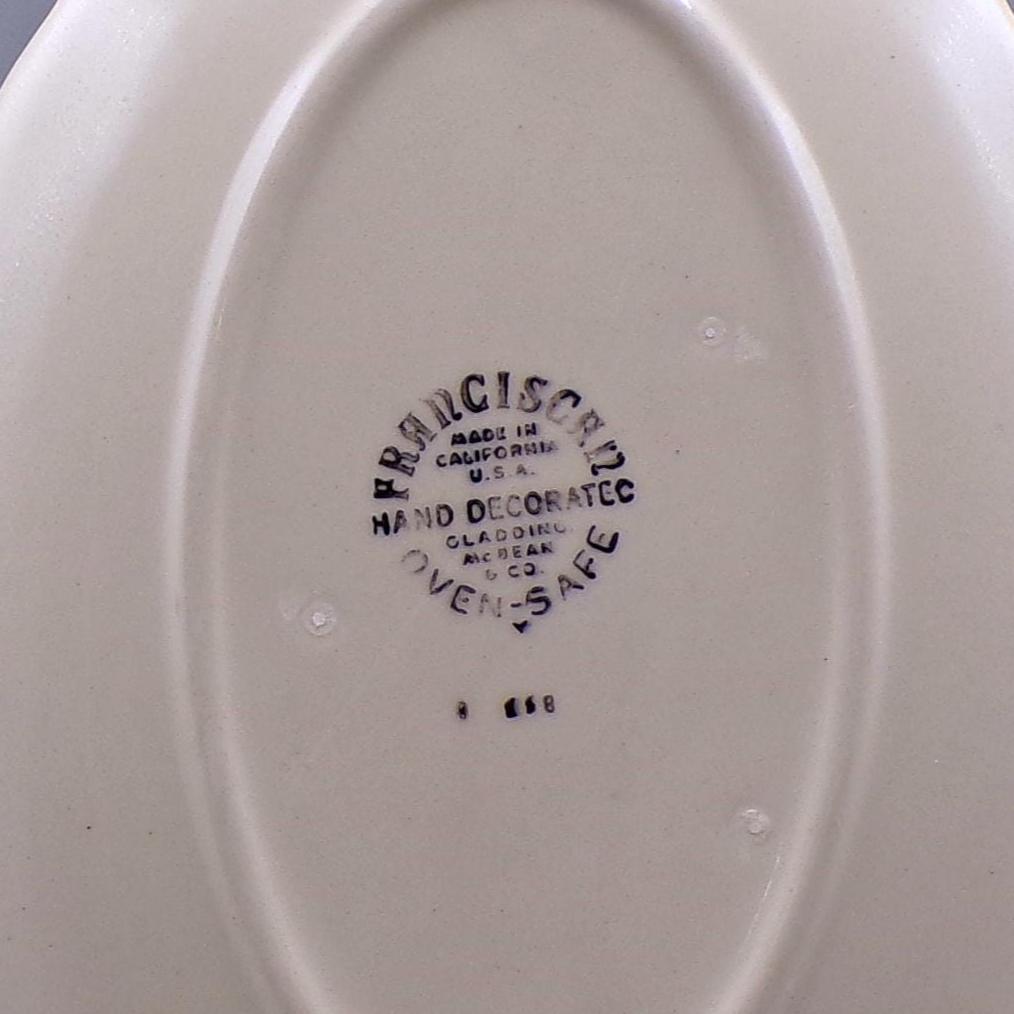 FRANCISCAN
MADE IN
CALIFORNIA
U.S.A.
HAND DECORATED
GLADDING,
McBEAN
& CO.
OVEN-SAFE